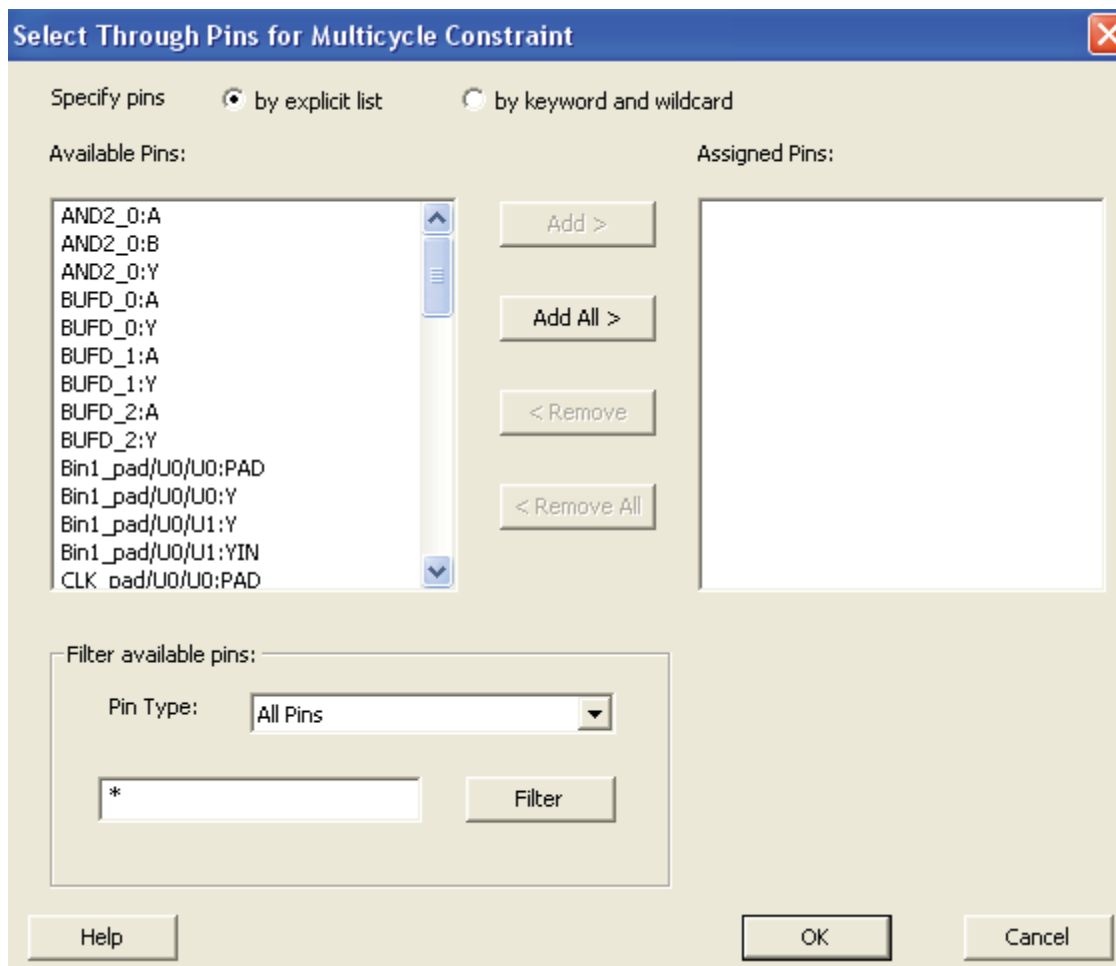 Select Through Pins for Multicycle Constraint
Specify pins by explicit list by keyword and wildcard
Available Pins: Assigned Pins:
AND2_0:A
AND2_0:B
AND2_0:Y
BUFD_0:A
BUFD_0:Y
BUFD_1:A
BUFD_1:Y
BUFD_2:A
BUFD_2:Y
Bin1_pad/U0/U0:PAD
Bin1_pad/U0/U0:Y
Bin1_pad/U0/U1:Y
Bin1_pad/U0/U1:YIN
CLK_pad/U0/U0:PAD
Add >
Add All >
< Remove
< Remove All
Filter available pins:
Pin Type: All Pins
* Filter
Help OK Cancel